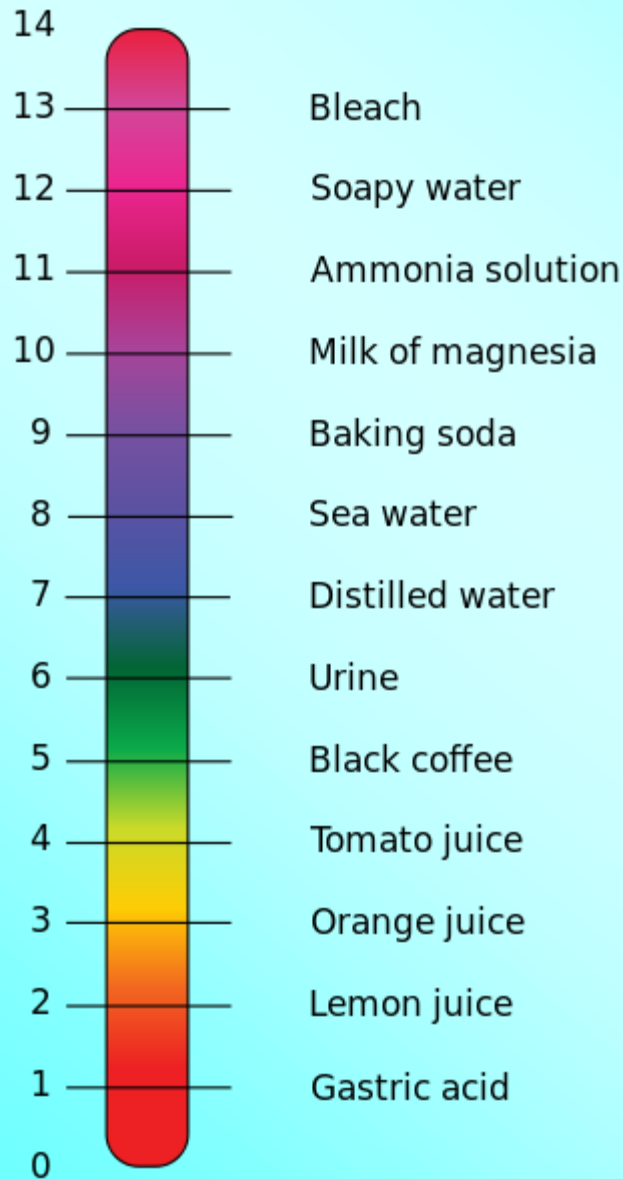 14
13 Bleach
12 Soapy water
11 Ammonia solution
10 Milk of magnesia
9 Baking soda
8 Sea water
7 Distilled water
6 Urine
5 Black coffee
4 Tomato juice
3 Orange juice
2 Lemon juice
1 Gastric acid
0